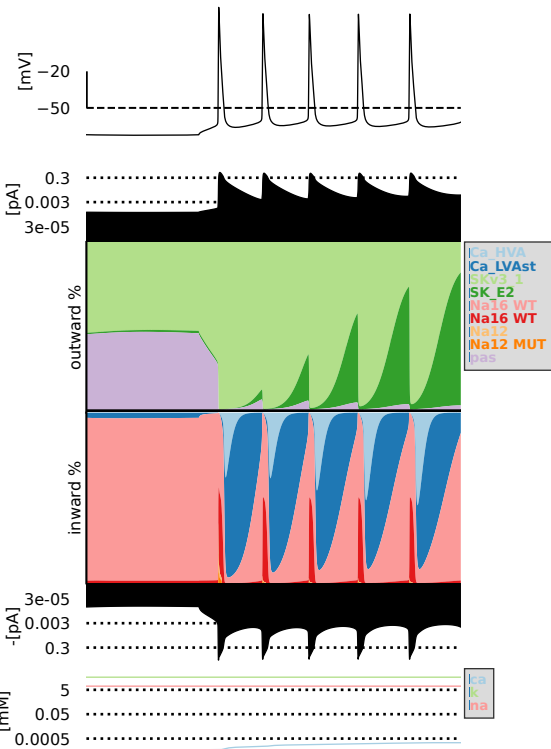 [mV]
−20
−50
[pA]
0.3
0.003
3e-05
outward %
Ca_HVA
Ca_LVAst
SKv3_1
SK_E2
Na16 WT
Na16 WT
Na12
Na12 MUT
pas
inward %
-[pA]
3e-05
0.003
0.3
[mM]
5
0.05
0.0005
ca
k
na